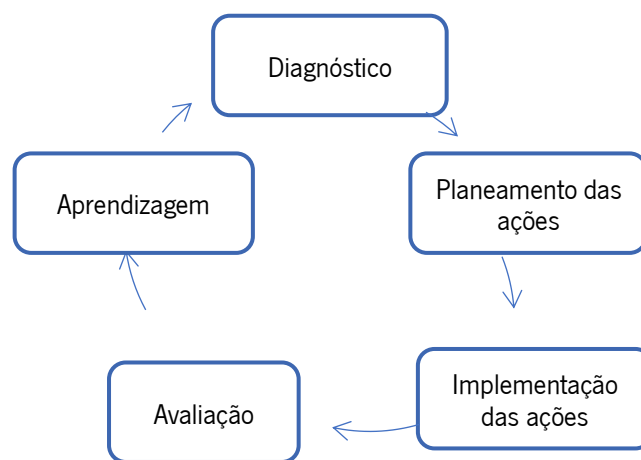 Diagnóstico
Planeamento das
ações
Implementação
das ações
Avaliação
Aprendizagem